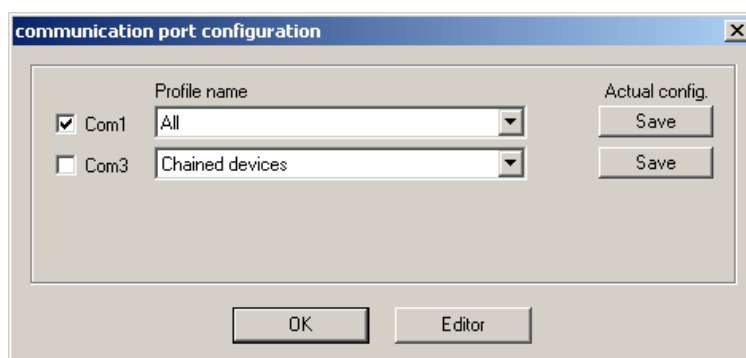 communication port configuration
Profile name Actual config.
Com1 All Save
Com3 Chained devices Save
OK Editor